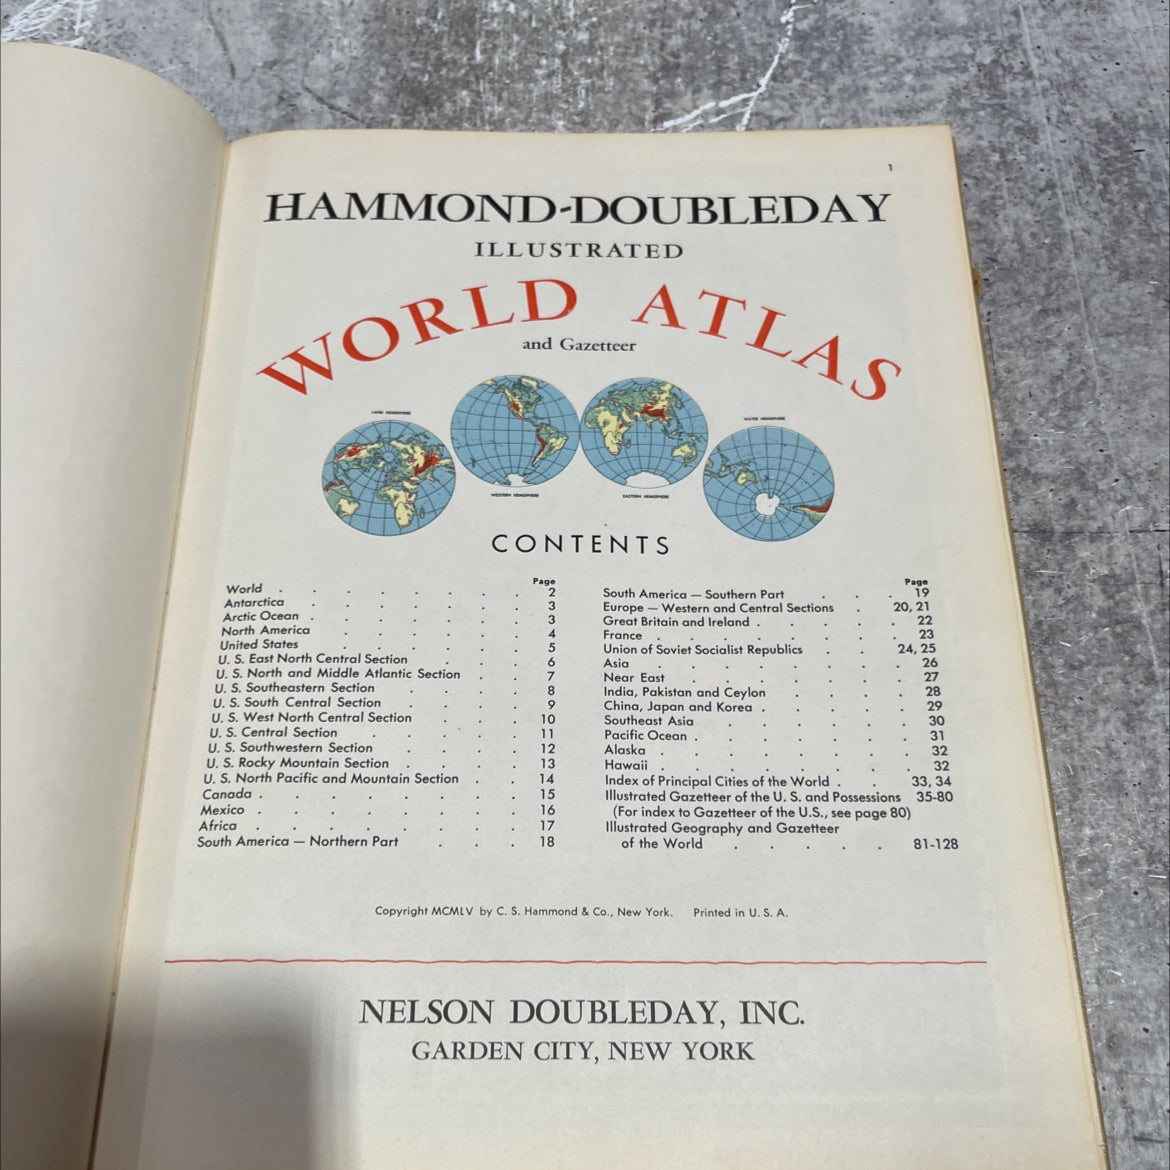 1
HAMMOND-DOUBLEDAY
ILLUSTRATED
WORLD ATLAS
and Gazetteer
LAND HEMISPHERE
WESTERN HEMISPHERE
EASTERN HEMISPHERE
WATER HEMISPHERE
CONTENTS
Page
World . . . . . . . 2
Antarctica . . . . . . 3
Arctic Ocean . . . . . . 3
North America . . . . . 4
United States . . . . . 5
U. S. East North Central Section . . 6
U. S. North and Middle Atlantic Section . . 7
U. S. Southeastern Section . . . . 8
U. S. South Central Section . . . . 9
U. S. West North Central Section . . . 10
U. S. Central Section . . . . . 11
U. S. Southwestern Section . . . . 12
U. S. Rocky Mountain Section . . . . 13
U. S. North Pacific and Mountain Section . . 14
Canada . . . . . . . . 15
Mexico . . . . . . . . 16
Africa . . . . . . . . 17
South America — Northern Part . . . 18
Page
South America — Southern Part . . . 19
Europe — Western and Central Sections . 20, 21
Great Britain and Ireland . . . . . 22
France . . . . . . . 23
Union of Soviet Socialist Republics . . 24, 25
Asia . . . . . . . 26
Near East . . . . . . 27
India, Pakistan and Ceylon . . . . 28
China, Japan and Korea . . . . . 29
Southeast Asia . . . . . 30
Pacific Ocean . . . . . . 31
Alaska . . . . . . . 32
Hawaii . . . . . . . 32
Index of Principal Cities of the World . . 33, 34
Illustrated Gazetteer of the U. S. and Possessions 35-80
(For index to Gazetteer of the U.S., see page 80)
Illustrated Geography and Gazetteer
of the World . . . . . 81-128
Copyright MCMLV by C. S. Hammond & Co., New York. Printed in U. S. A.
NELSON DOUBLEDAY, INC.
GARDEN CITY, NEW YORK